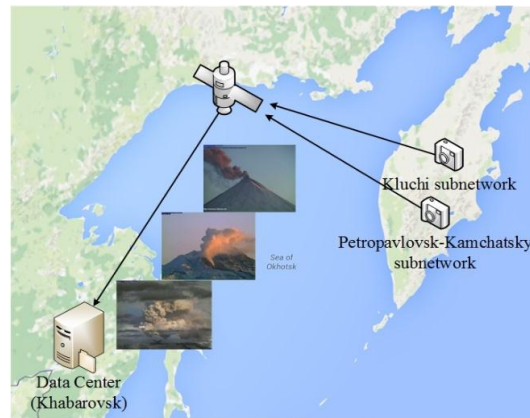 Kluchi subnetwork
Petropavlovsk-Kamchatsky
subnetwork
Sea of
Okhotsk
Data Center
(Khabarovsk)